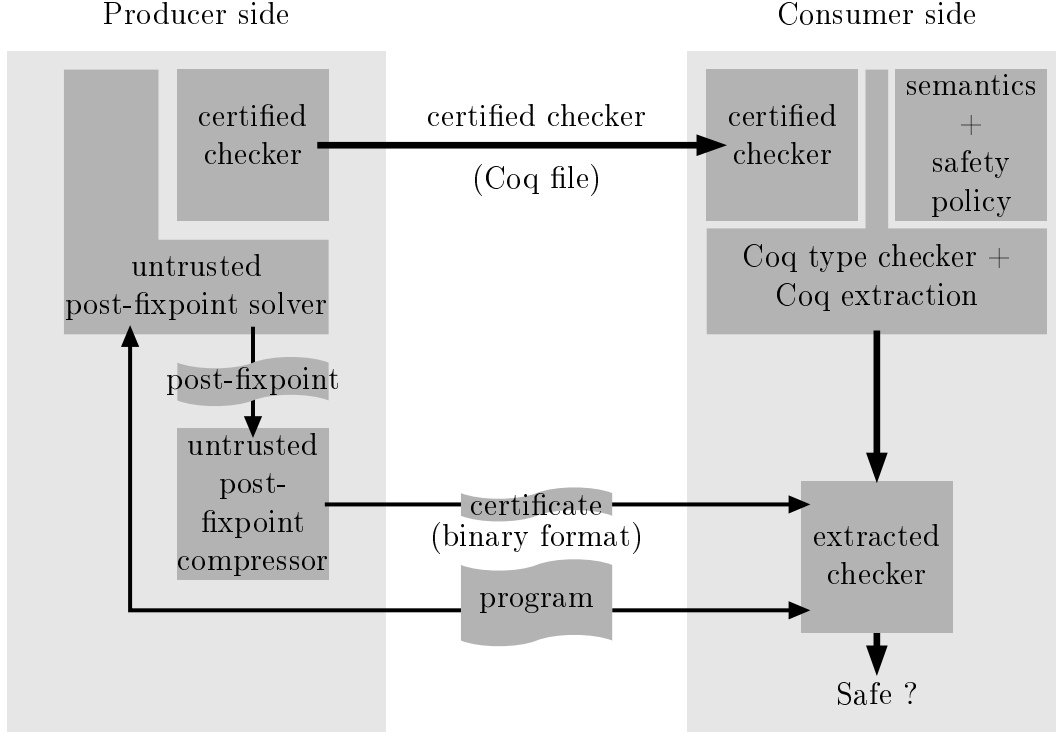 Producer side
Consumer side
certified
checker
certified checker
(Coq file)
certified
checker
semantics
+
safety
policy
untrusted
post-fixpoint solver
Coq type checker +
Coq extraction
post-fixpoint
untrusted
post-
fixpoint
compressor
certificate
(binary format)
program
extracted
checker
Safe ?